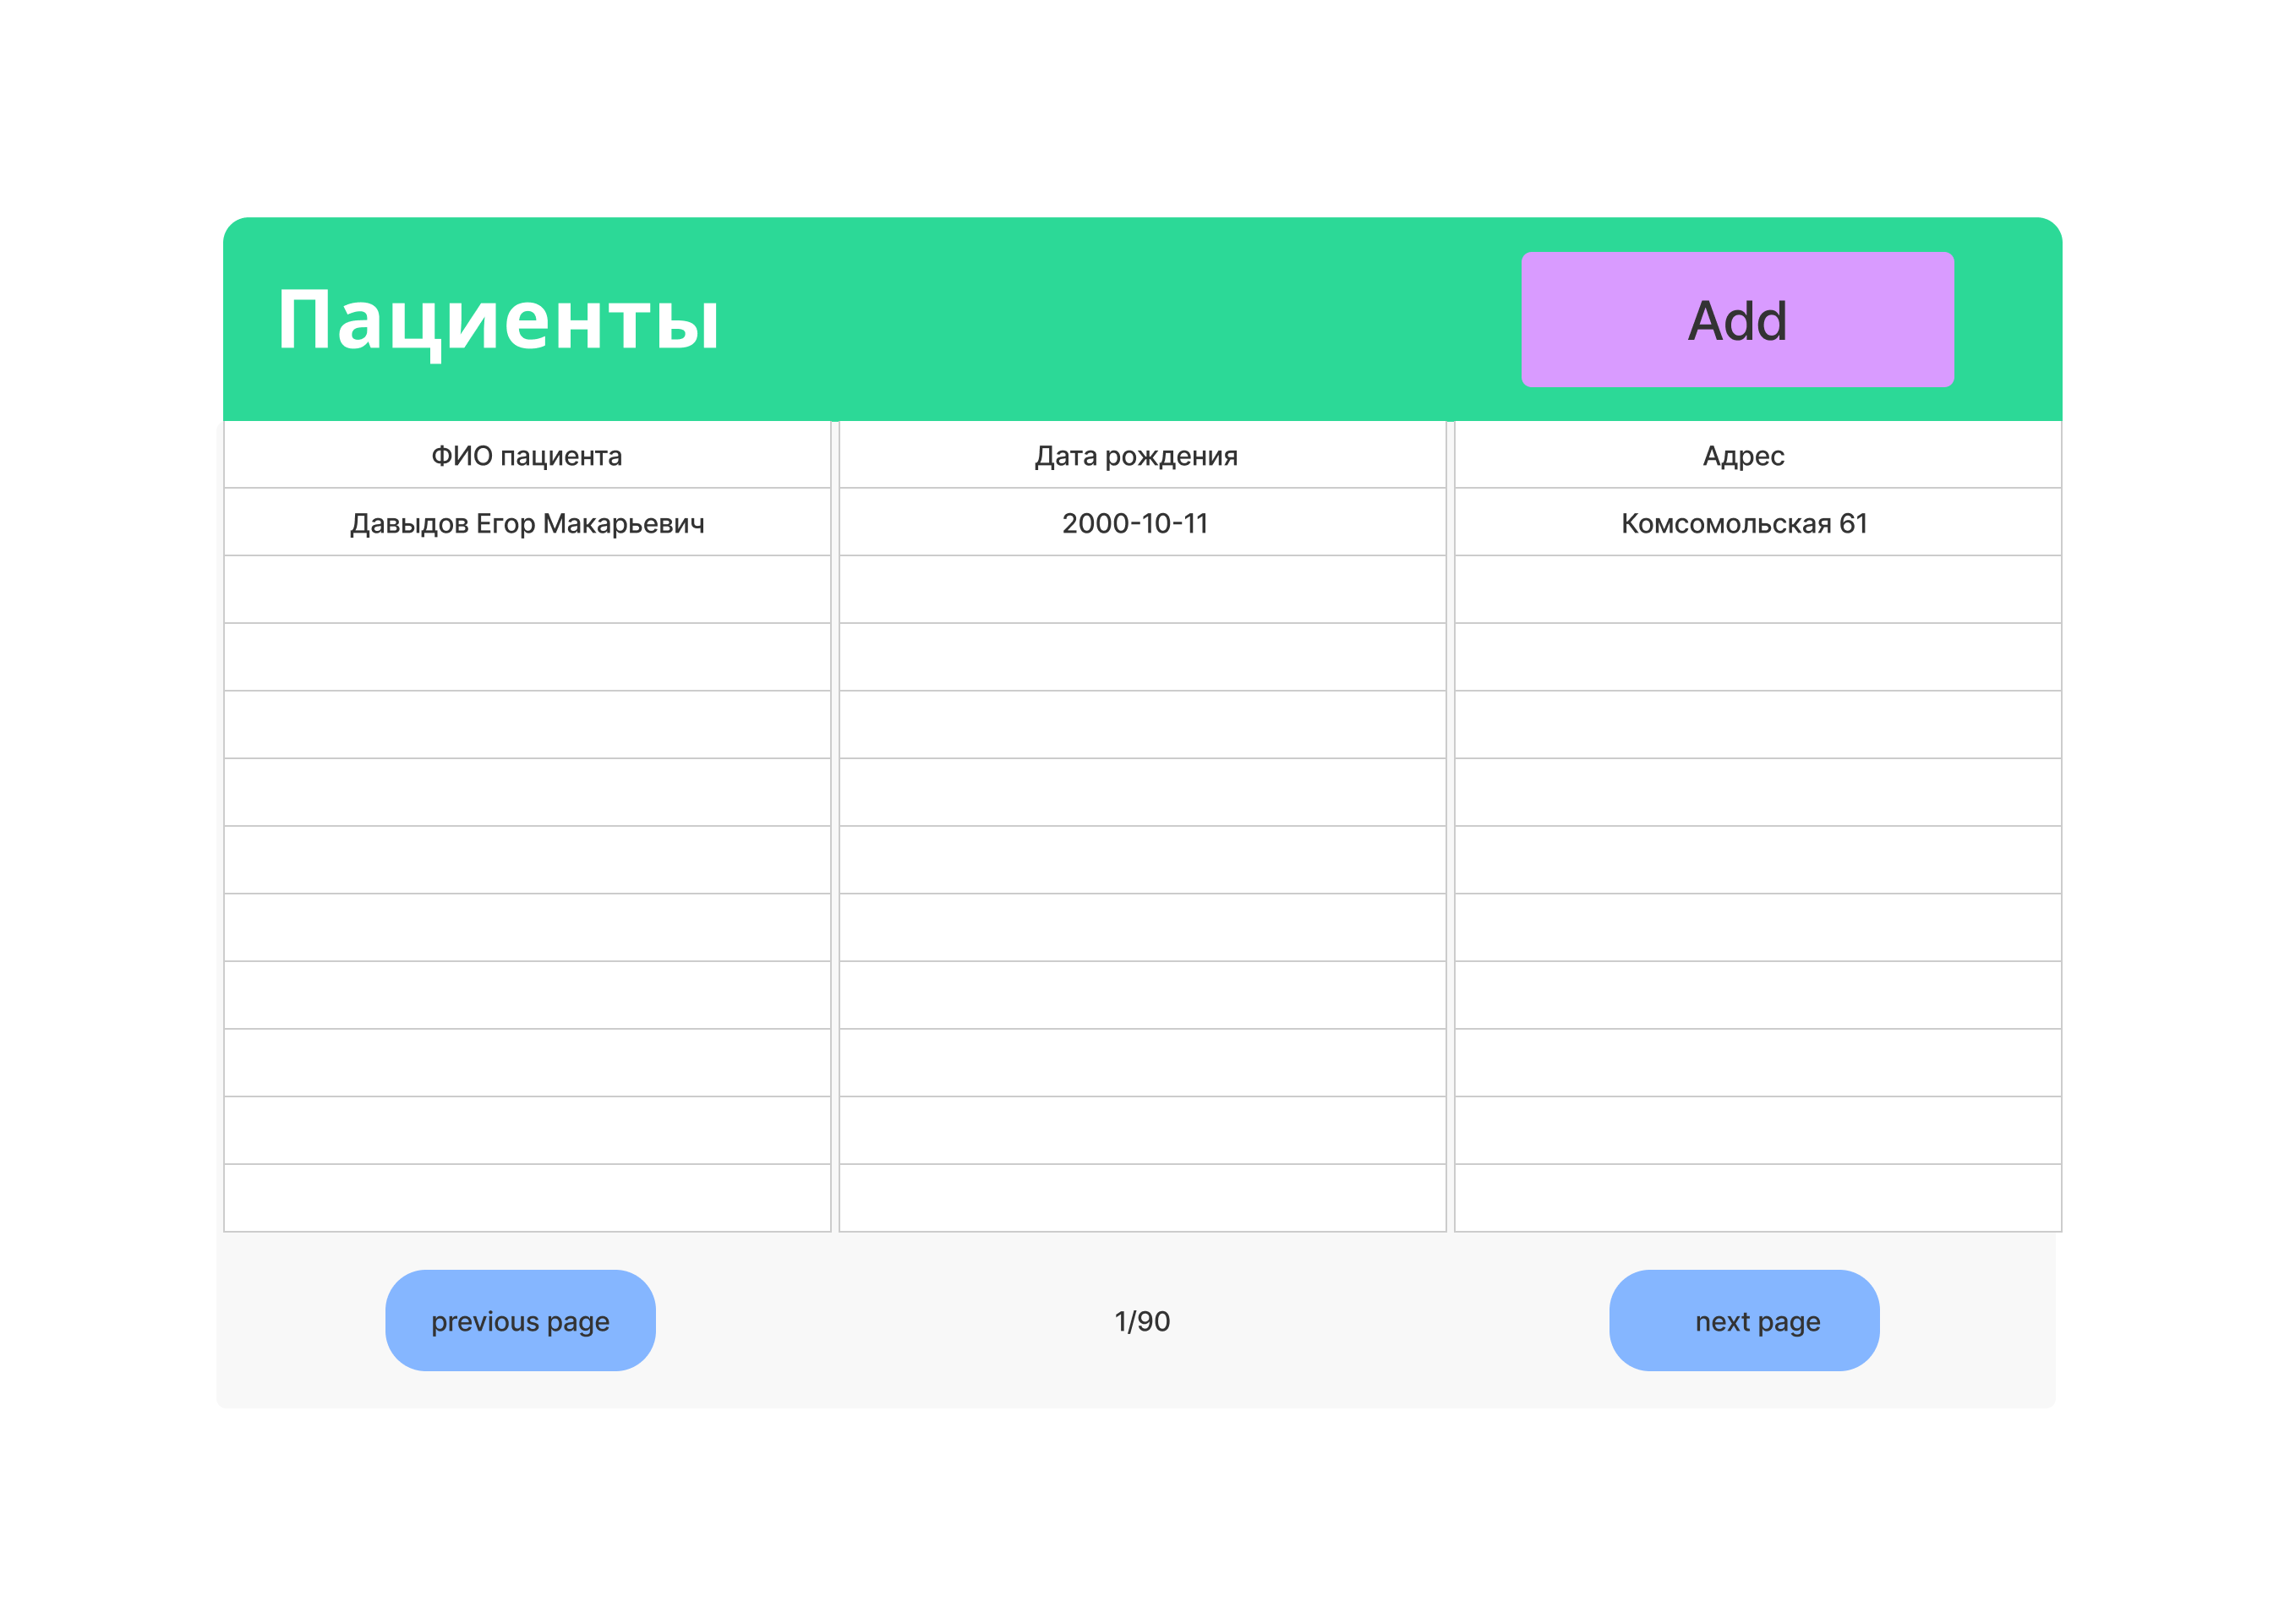 Пациенты
Add
ФИО пациента Дата рождения Адрес
Давыдов Егор Макарьевич 2000-10-11 Комсомольская 61
previous page 1/90 next page